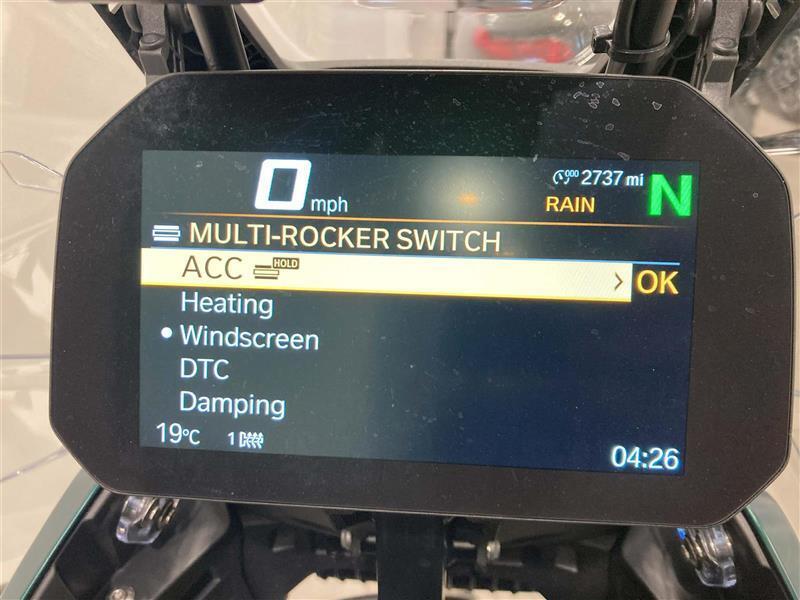 0 mph
000 2737 mi
RAIN
N
MULTI-ROCKER SWITCH
ACC HOLD > OK
Heating
• Windscreen
DTC
Damping
19°C 1
04:26